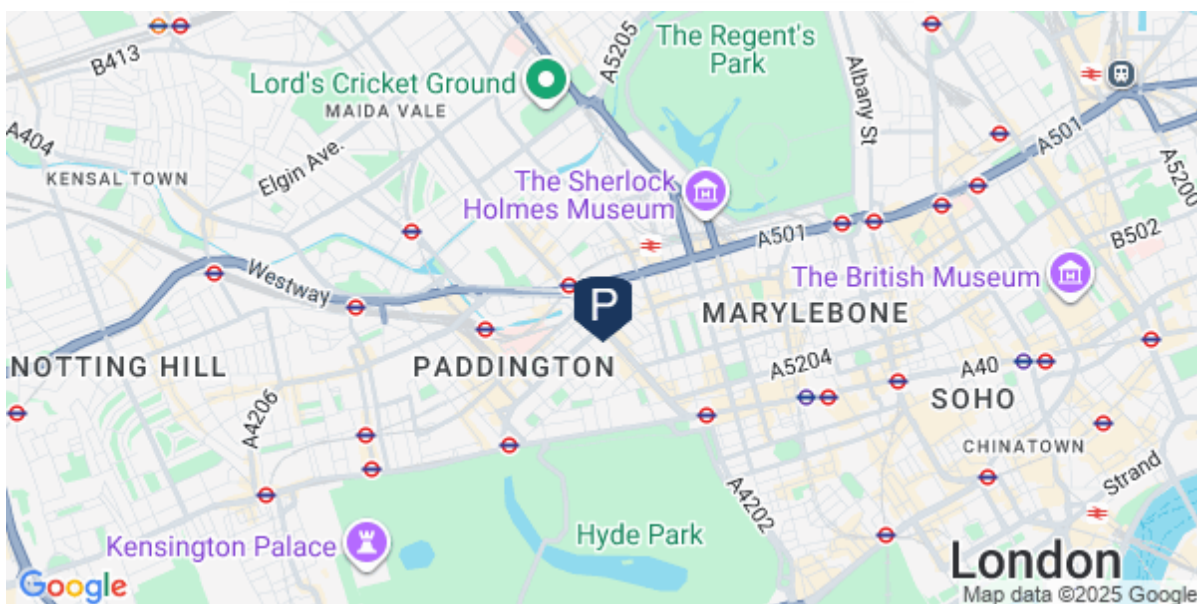 B413
A5205
The Regent's
Park
Lord's Cricket Ground
MAIDA VALE
Albany St
A404
Elgin Ave.
A501
A5200
KENSAL TOWN
The Sherlock
Holmes Museum
A501
B502
Westway
The British Museum
P
MARYLEBONE
NOTTING HILL
PADDINGTON
A5204
A40
SOHO
A4206
CHINATOWN
A4202
Strand
Kensington Palace
Hyde Park
London
Google
Map data ©2025 Google